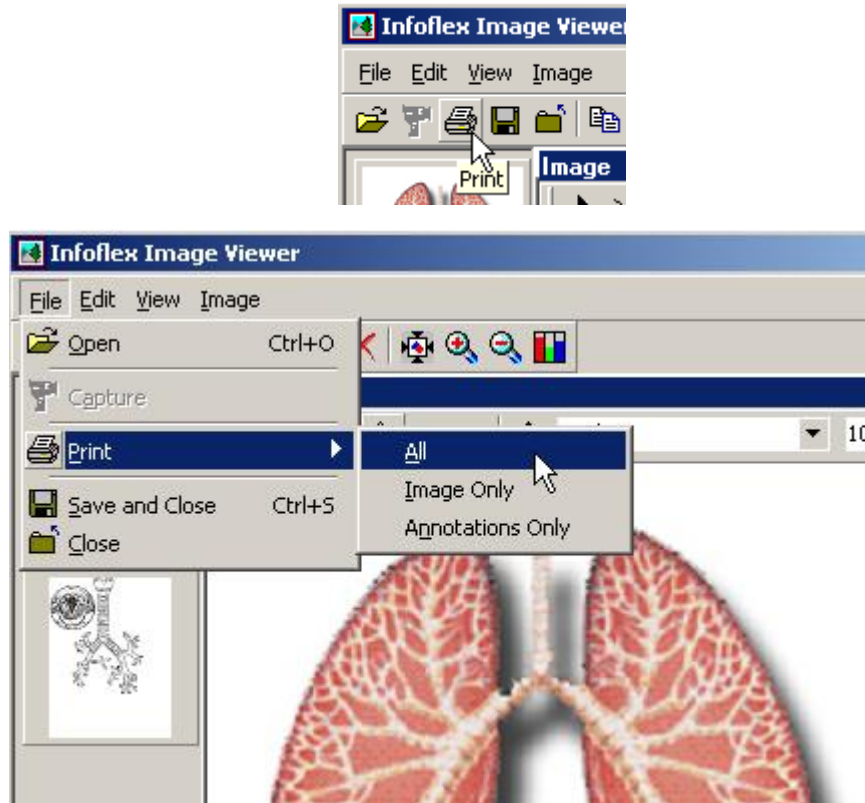 Infoflex Image Viewer
File Edit View Image
Print
Image
Infoflex Image Viewer
File Edit View Image
Open Ctrl+O
Capture
Print
All
10
Image Only
Save and Close Ctrl+S
Annotations Only
Close